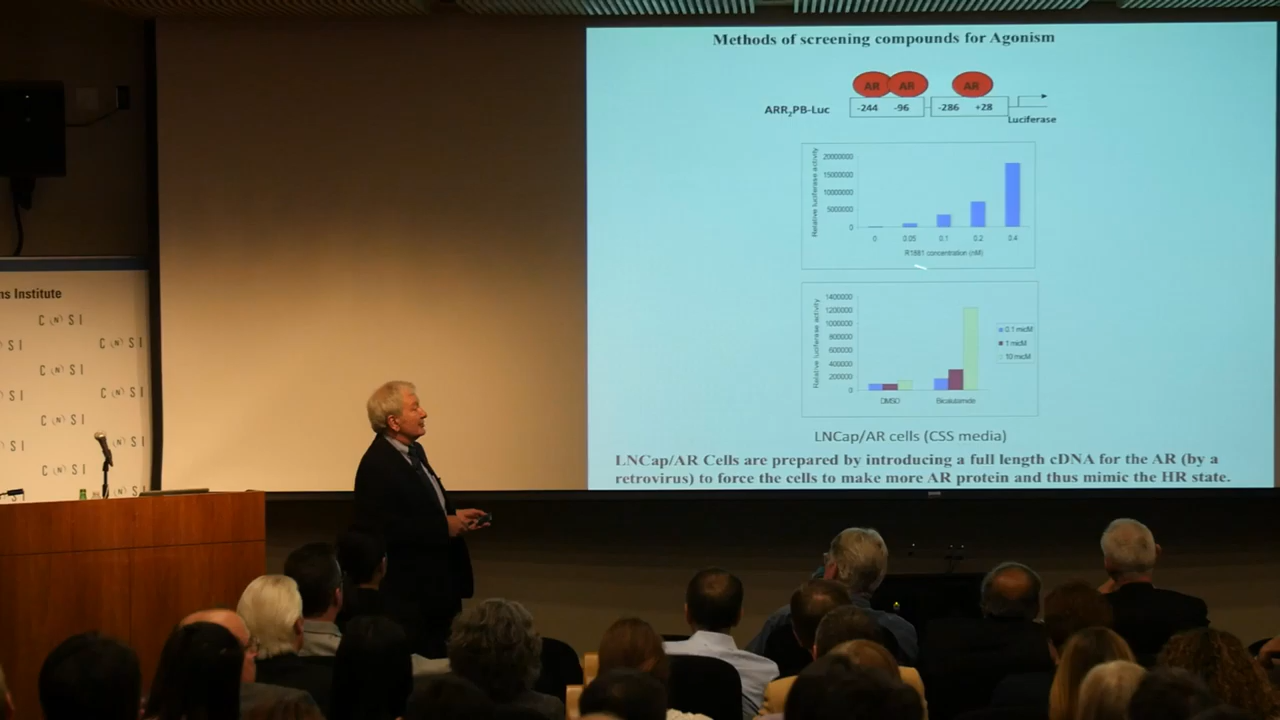 Methods of screening compounds for Agonism
AR AR AR
ARR2PB-Luc
-244 -96 -286 +28
Luciferase
Relative luciferase activity
20000000
15000000
10000000
5000000
0
0 0.05 0.1 0.2 0.4
R1881 concentration (nM)
Relative luciferase activity
1400000
1200000
1000000
800000
600000
400000
200000
0
DMSO Bicalutamide
0.1 micM
1 micM
10 micM
LNCap/AR cells (CSS media)
LNCap/AR Cells are prepared by introducing a full length cDNA for the AR (by a
retrovirus) to force the cells to make more AR protein and thus mimic the HR state.
ns Institute
C (N) S I
S I C (N) S I
C (N) S I
S I C (N) S I
C (N) S I
S I (N) S I
C (N) S I
(N) S I